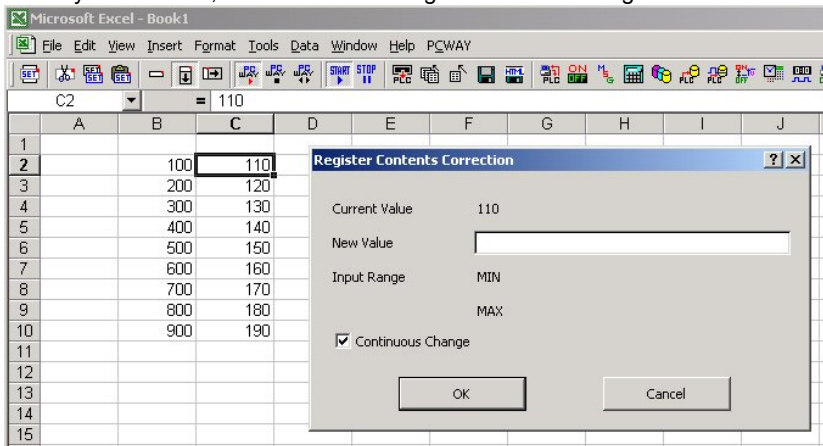 Microsoft Excel - Book1
File Edit View Insert Format Tools Data Window Help PCWAY
C2 = 110
A B C D E F G H I J
1
2 100 110
3 200 120
4 300 130
5 400 140
6 500 150
7 600 160
8 700 170
9 800 180
10 900 190
11
12
13
14
15
Register Contents Correction
Current Value 110
New Value
Input Range MIN
MAX
Continuous Change
OK Cancel